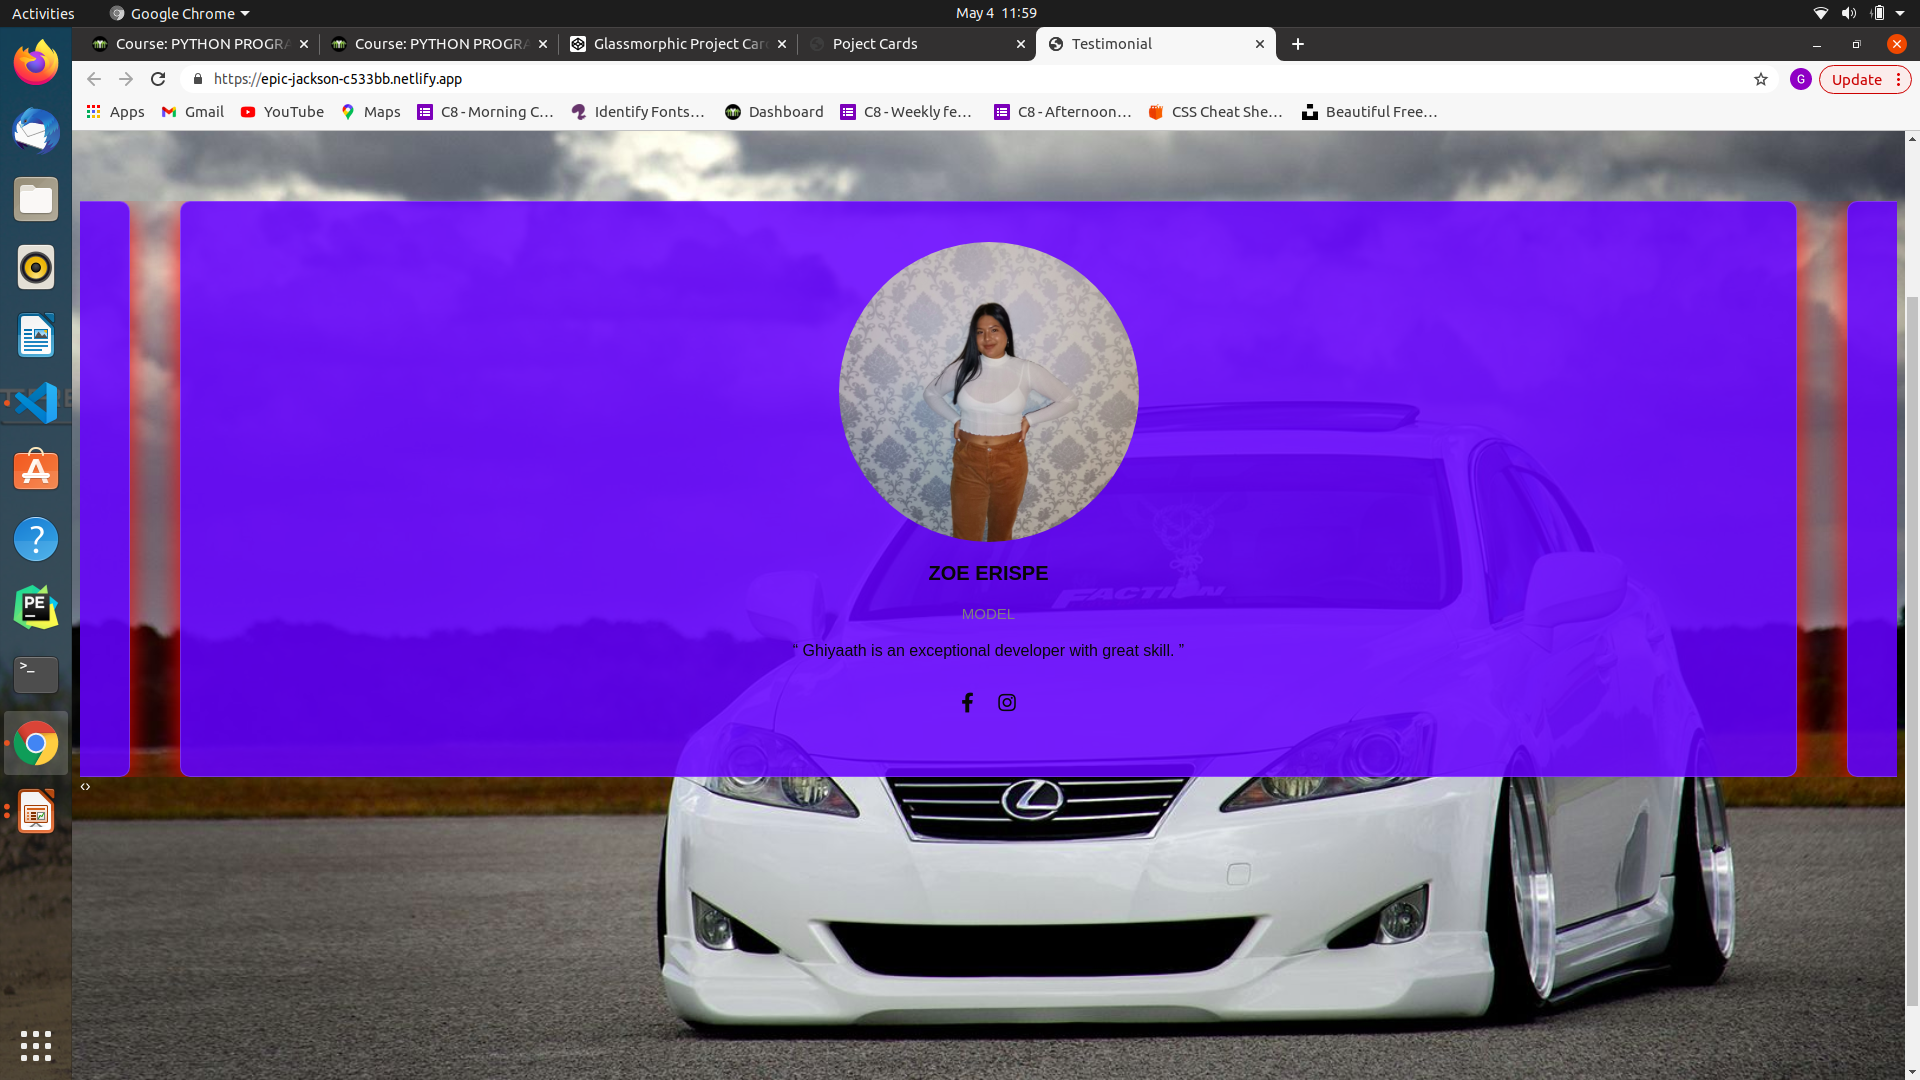 Activities
Google Chrome
May 4 11:59
Course: PYTHON PROGRA
Course: PYTHON PROGRA
Glassmorphic Project Car
Poject Cards
Testimonial
https://epic-jackson-c533bb.netlify.app
G
Update
Apps
Gmail
YouTube
Maps
C8 - Morning C…
Identify Fonts…
Dashboard
C8 - Weekly fe…
C8 - Afternoon…
CSS Cheat She…
Beautiful Free…
FACTION
ZOE ERISPE
MODEL
“ Ghiyaath is an exceptional developer with great skill. ”
‹›
PE
>_